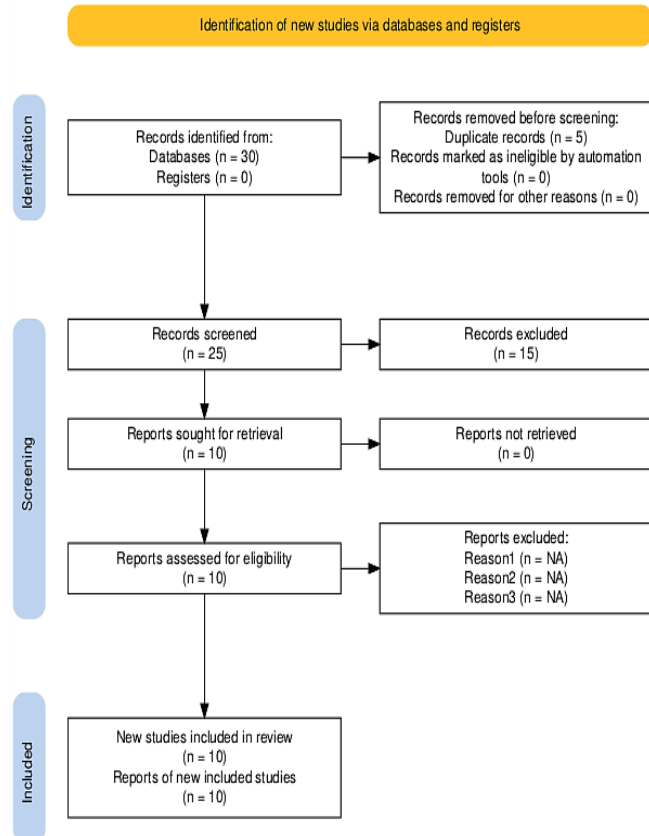 Identification of new studies via databases and registers
Identification
Records identified from:
Databases (n = 30)
Registers (n = 0)
Records removed before screening:
Duplicate records (n = 5)
Records marked as ineligible by automation
tools (n = 0)
Records removed for other reasons (n = 0)
Screening
Records screened
(n = 25)
Records excluded
(n = 15)
Reports sought for retrieval
(n = 10)
Reports not retrieved
(n = 0)
Reports assessed for eligibility
(n = 10)
Reports excluded:
Reason1 (n = NA)
Reason2 (n = NA)
Reason3 (n = NA)
Included
New studies included in review
(n = 10)
Reports of new included studies
(n = 10)